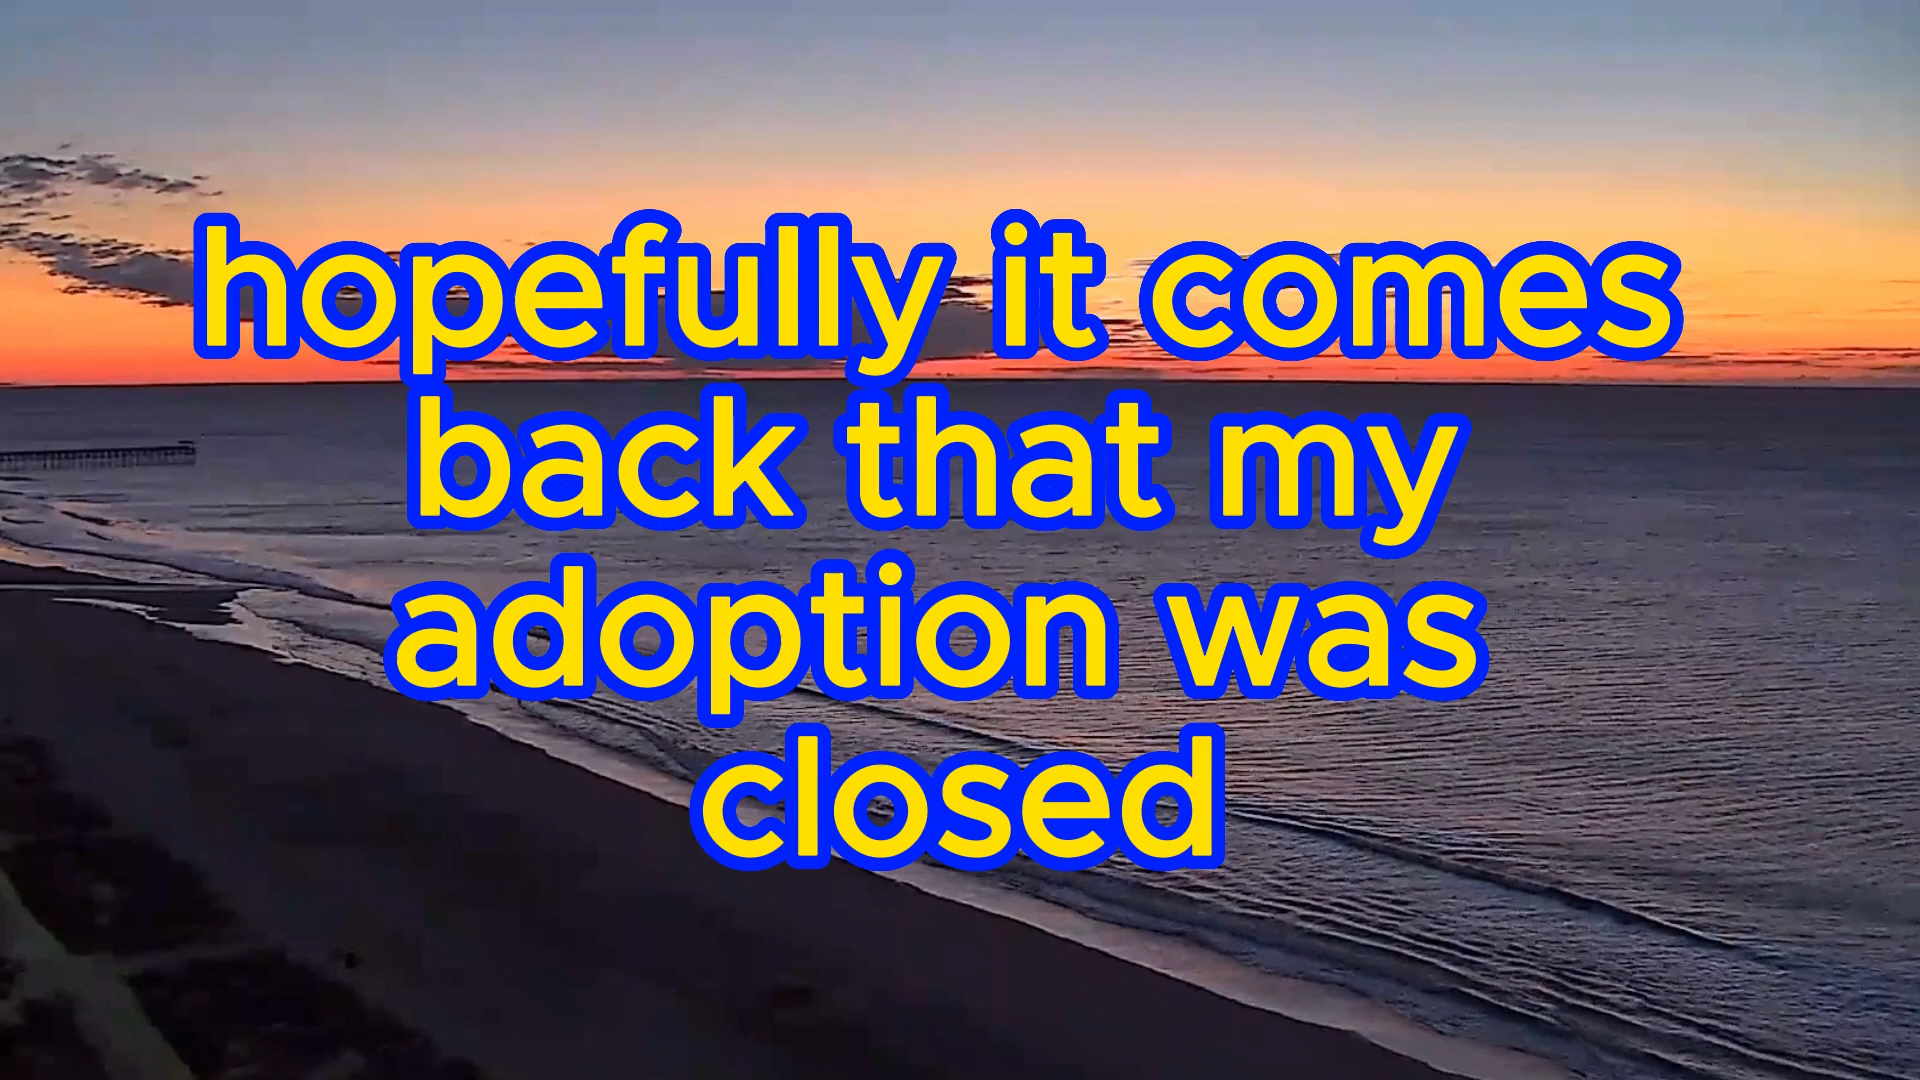 hopefully it comes
back that my
adoption was
closed